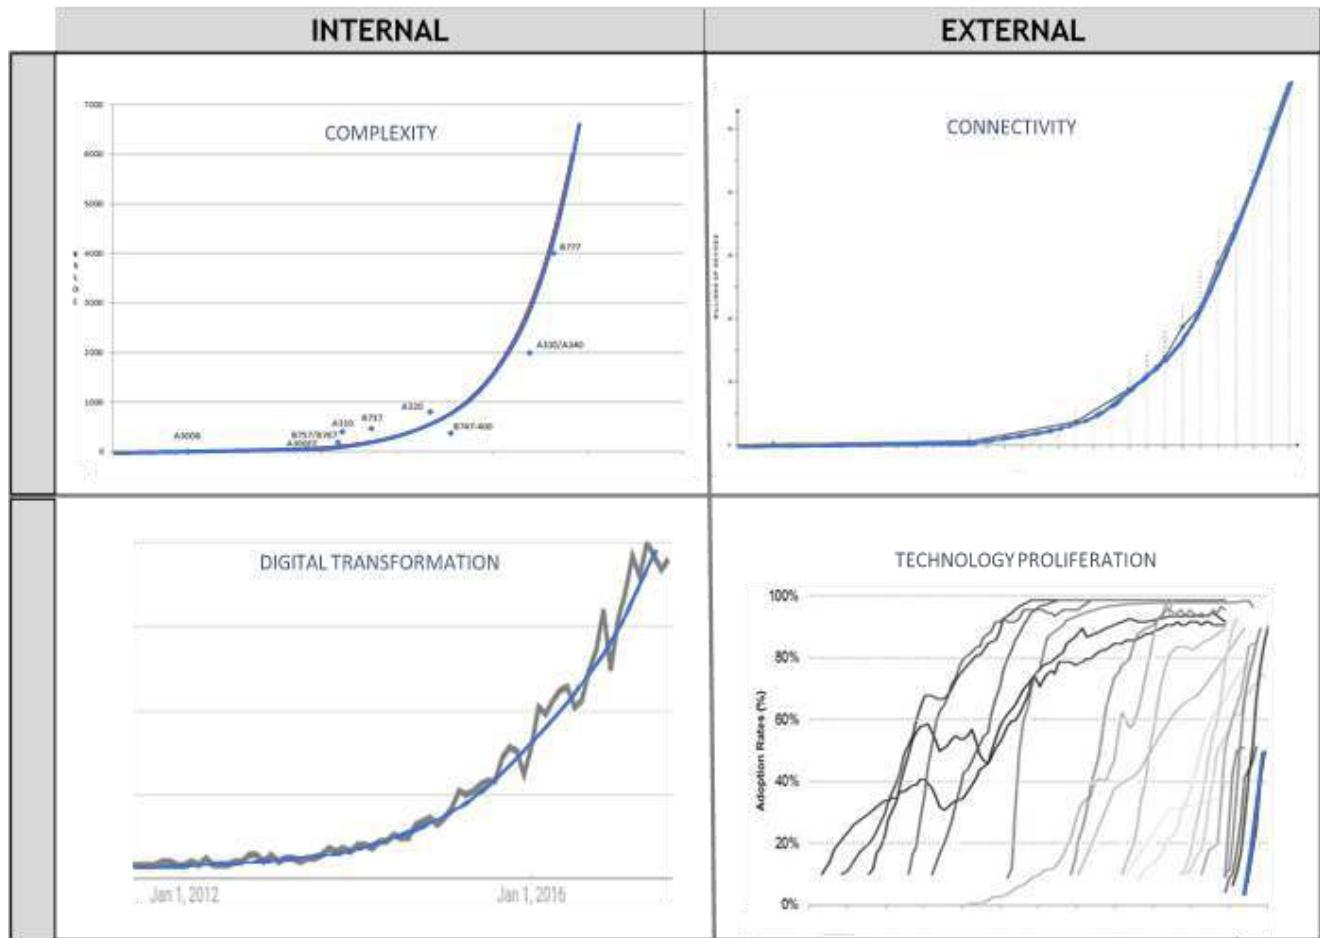 INTERNAL
EXTERNAL
COMPLEXITY
7000
6000
5000
4000
3000
2000
1000
0
B777
A330/A340
A320
B737
A310
B747-400
B757/B767
CONNECTIVITY
DIGITAL TRANSFORMATION
Jan 1, 2012
Jan 1, 2016
TECHNOLOGY PROLIFERATION
Adoption Rates (%)
100%
80%
60%
40%
20%
0%